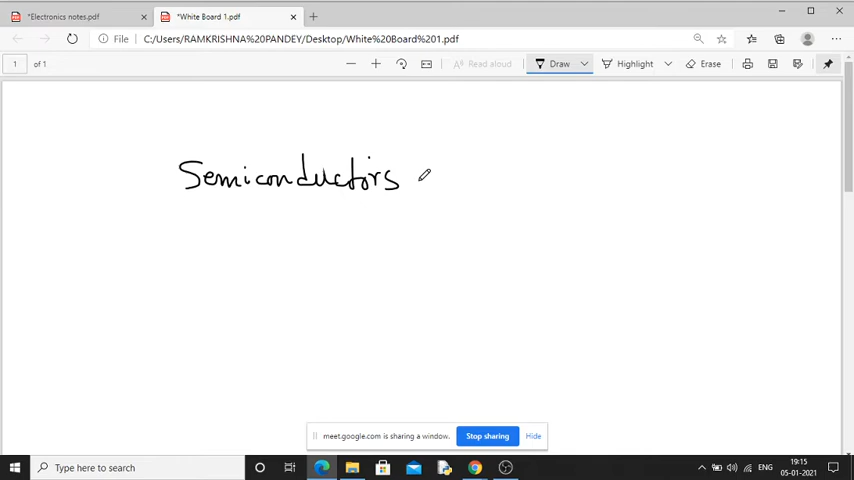 *Electronics notes.pdf
*White Board 1.pdf
File
C:/Users/RAMKRISHNA%20PANDEY/Desktop/White%20Board%201.pdf
1 of 1
Read aloud
Draw
Highlight
Erase
Semiconductors
meet.google.com is sharing a window.
Stop sharing
Hide
Type here to search
ENG
19:15
05-01-2021